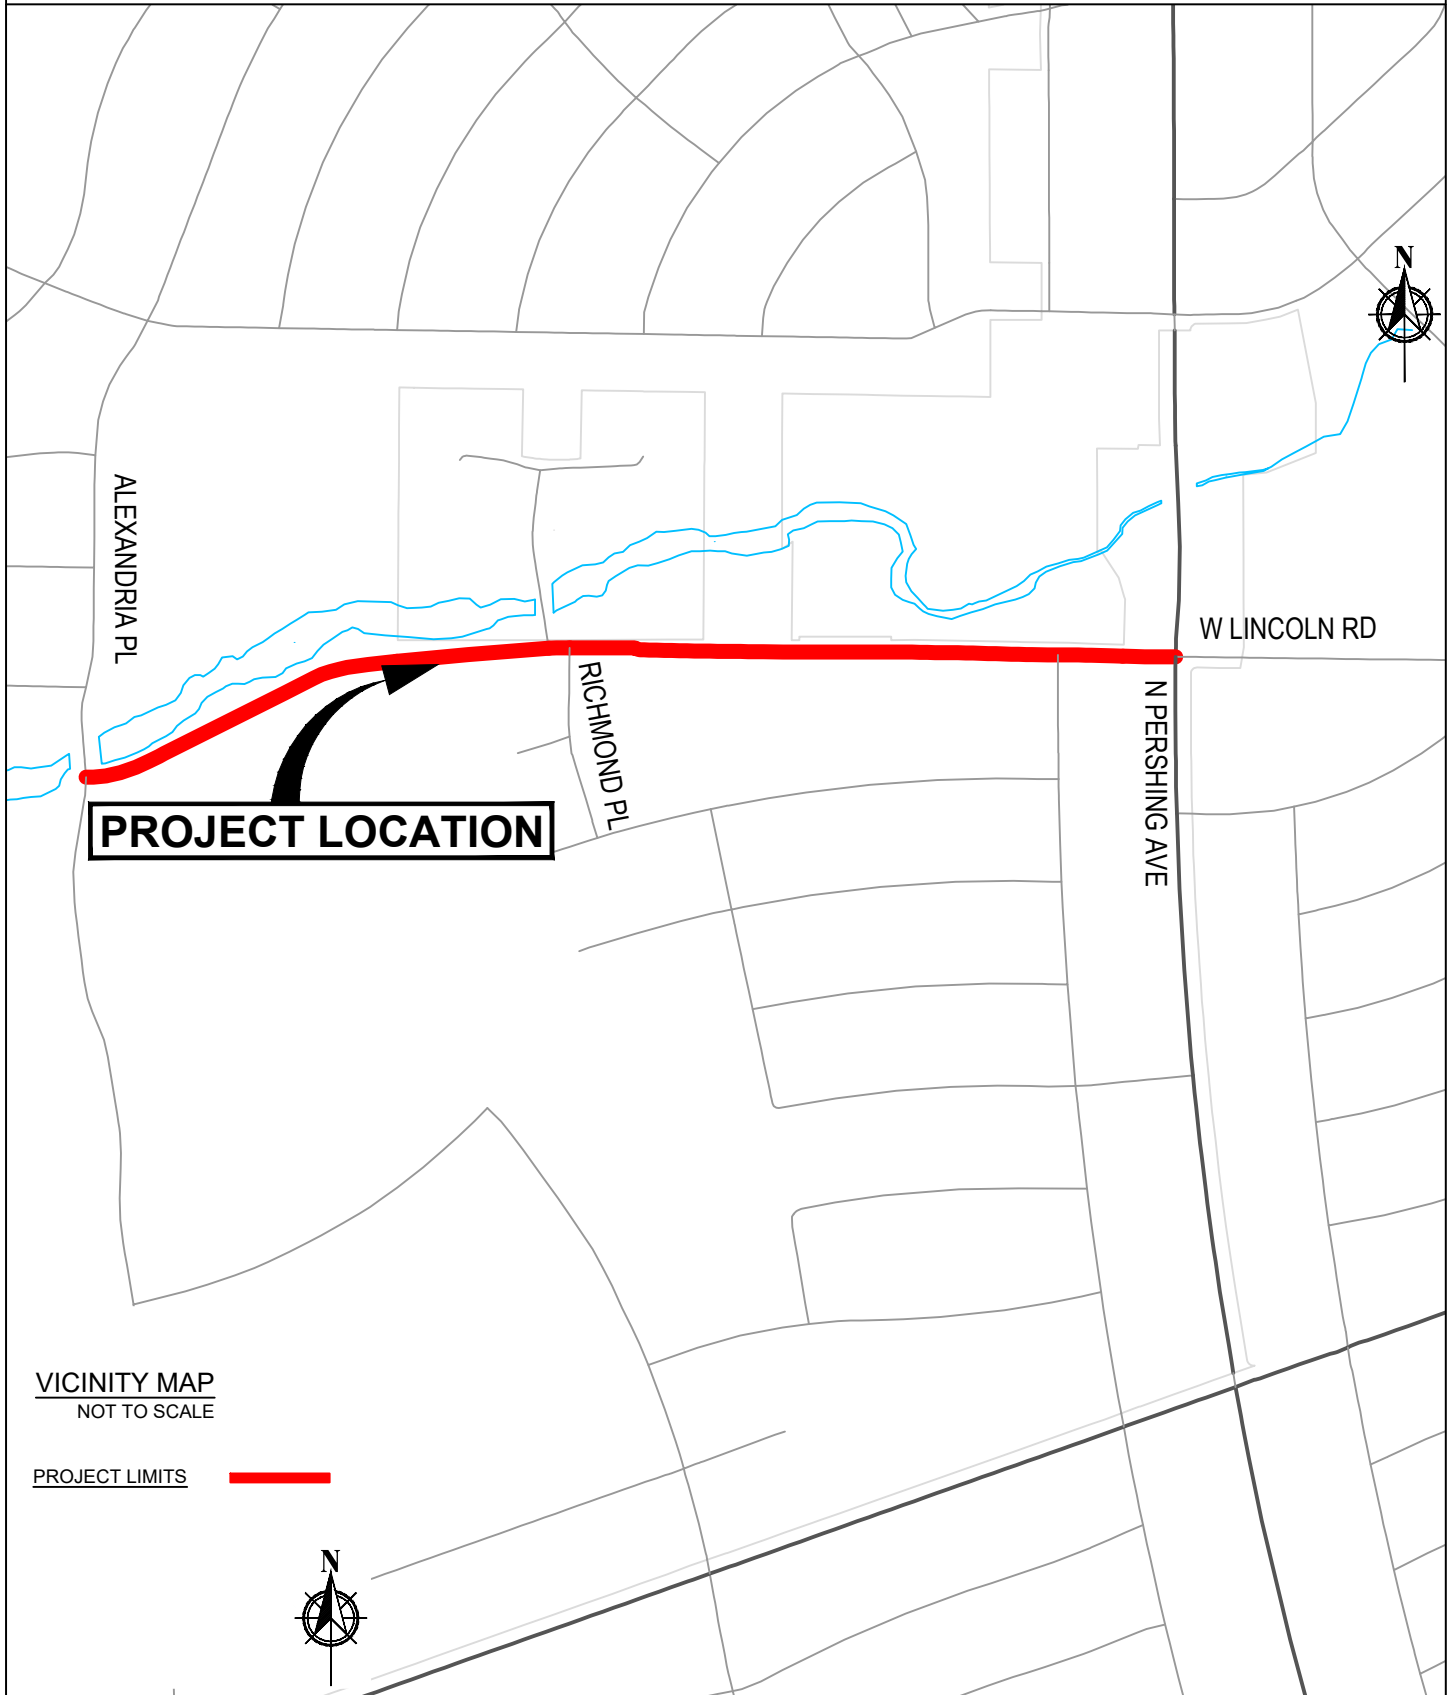 N
ALEXANDRIA PL
W LINCOLN RD
RICHMOND PL
N PERSHING AVE
PROJECT LOCATION
VICINITY MAP
NOT TO SCALE
PROJECT LIMITS
N